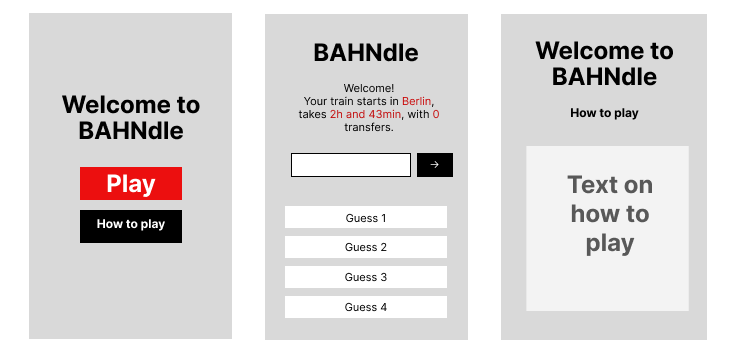 Welcome to
BAHNdle
Play
How to play
BAHNdle
Welcome!
Your train starts in Berlin,
takes 2h and 43min, with 0
transfers.
→
Guess 1
Guess 2
Guess 3
Guess 4
Welcome to
BAHNdle
How to play
Text on
how to
play